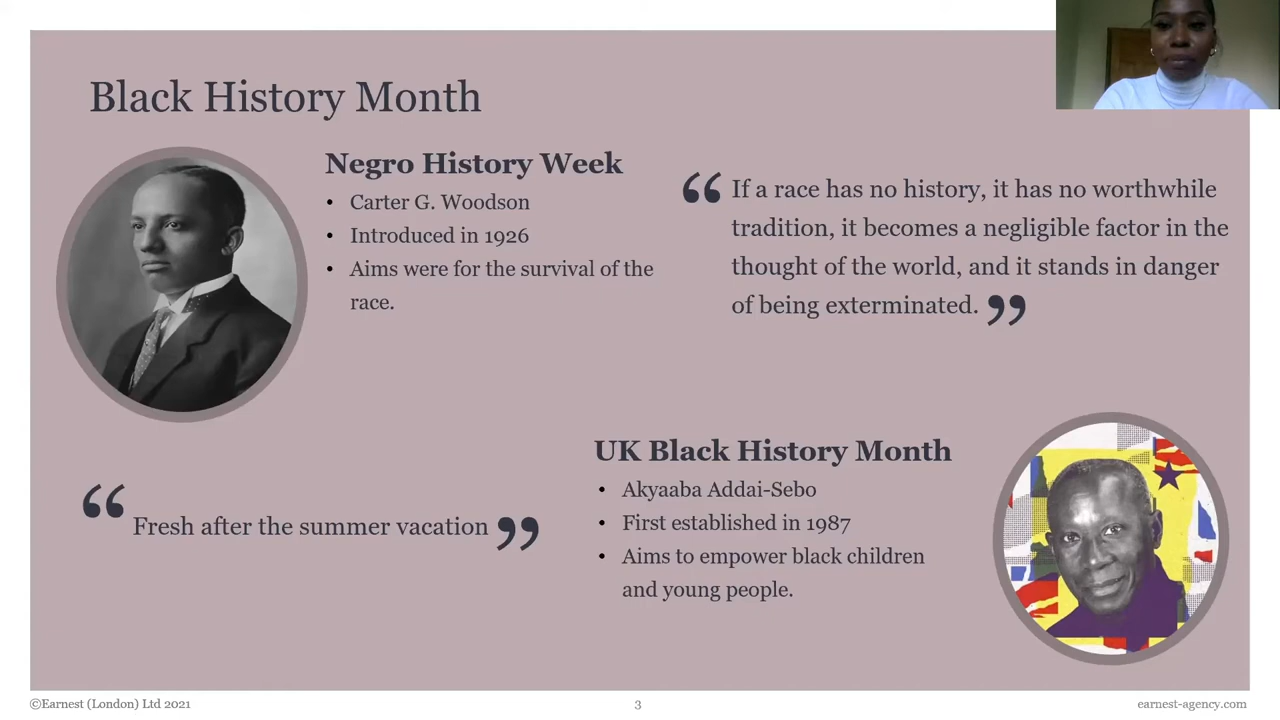 Black History Month
Negro History Week
• Carter G. Woodson
• Introduced in 1926
• Aims were for the survival of the
race.
“ If a race has no history, it has no worthwhile
tradition, it becomes a negligible factor in the
thought of the world, and it stands in danger
of being exterminated. ”
UK Black History Month
• Akyaaba Addai-Sebo
• First established in 1987
• Aims to empower black children
and young people.
“ Fresh after the summer vacation ”
©Earnest (London) Ltd 2021
3
earnest-agency.com